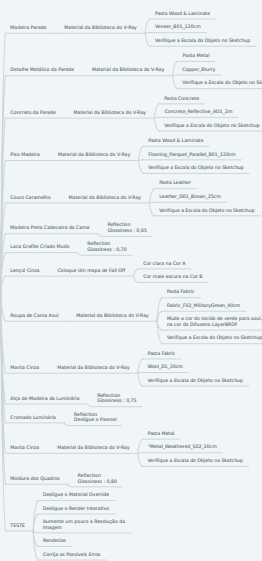 Pasta Wood & Laminate
Madeira Parede
Material da Biblioteca do V-Ray
Veneer_B01_120cm
Verifique a Escala do Objeto no Sketchup
Pasta Metal
Detalhe Metálico da Parede
Material da Biblioteca do V-Ray
Copper_Blurry
Verifique a Escala do Objeto no Sk
Pasta Concrete
Concreto da Parede
Material da Biblioteca do V-Ray
Concrete_Reflective_A01_2m
Verifique a Escala do Objeto no Sketchup
Pasta Wood & Laminate
Piso Madeira
Material da Biblioteca do V-Ray
Flooring_Parquet_Parallel_B01_120cm
Verifique a Escala do Objeto no Sketchup
Pasta Leather
Couro Caramelho
Material da Biblioteca do V-Ray
Leather_D01_Brown_25cm
Verifique a Escala do Objeto no Sketchup
Madeira Preta Cabeceira da Cama
Reflection
Glossiness : 0,65
Laca Grafite Criado Mudo
Reflection
Glossiness : 0,70
Lençol Cinza
Coloque Um mapa de Fall Off
Cor clara na Cor A
Cor mais escura na Cor B
Pasta Fabric
Fabric_F02_MilitaryGreen_40cm
Roupa de Cama Azul
Material da Biblioteca do V-Ray
Mude a cor do tecido de verde para azul,
na cor do Difuseno LayerBRDF
Verifique a Escala do Objeto no Sketchup
Pasta Fabric
Manta Cinza
Material da Biblioteca do V-Ray
Wool_D1_20cm
Verifique a Escala do Objeto no Sketchup
Alça de Madeira da Luminária
Reflection
Glossiness : 0,75
Cromado Luminária
Reflection
Desligue o Fresnel
Pasta Metal
Manta Cinza
Material da Biblioteca do V-Ray
"Metal_Weathered_S02_20cm
Verifique a Escala do Objeto no Sketchup
Moldura dos Quadros
Reflection
Glossiness : 0,80
Desligue o Material Override
Desligue o Render Interativo
TESTE
Aumente um pouco a Resolução da
Imagem
Renderize
Corrija os Possíveis Erros